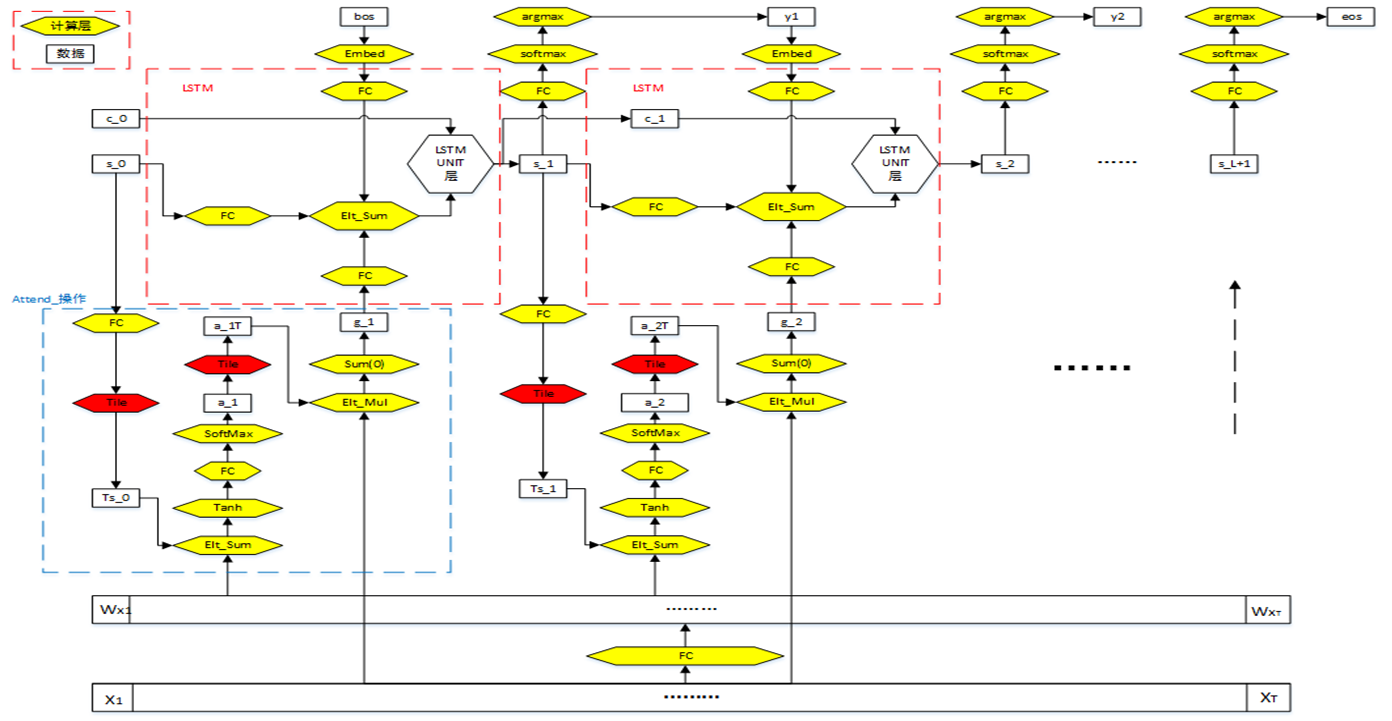 计算层
数据
bos
argmax
y1
argmax
y2
argmax
eos
Embed
softmax
Embed
softmax
softmax
LSTM
FC
FC
LSTM
FC
FC
FC
c_0
c_1
s_0
LSTM
UNIT
层
s_1
LSTM
UNIT
层
s_2
......
s_L+1
FC
Elt_Sum
FC
Elt_Sum
FC
FC
Attend_操作
FC
a_1T
g_1
FC
a_2T
g_2
Tile
Sum(0)
Tile
Sum(0)
......
Tile
a_1
Elt_Mul
Tile
a_2
Elt_Mul
SoftMax
SoftMax
FC
FC
Ts_0
Tanh
Ts_1
Tanh
Elt_Sum
Elt_Sum
Wx1
.........
WxT
FC
X1
.........
XT